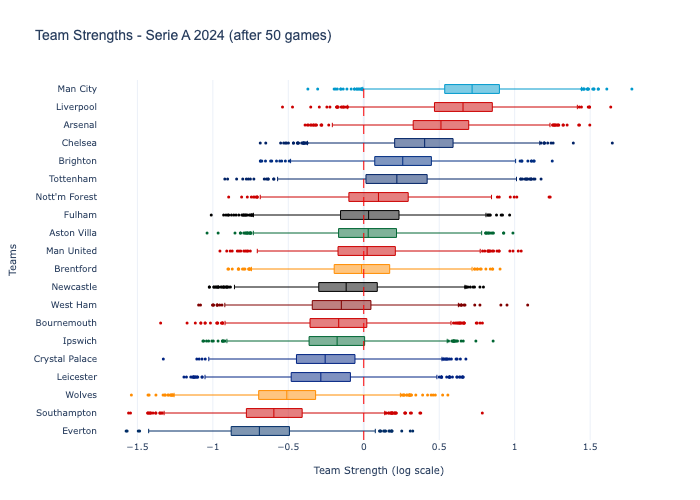 Team Strengths - Serie A 2024 (after 50 games)
Man City
Liverpool
Arsenal
Chelsea
Brighton
Tottenham
Nott'm Forest
Fulham
Aston Villa
Man United
Brentford
Newcastle
West Ham
Bournemouth
Ipswich
Crystal Palace
Leicester
Wolves
Southampton
Everton
Teams
−1.5 −1 −0.5 0 0.5 1 1.5
Team Strength (log scale)